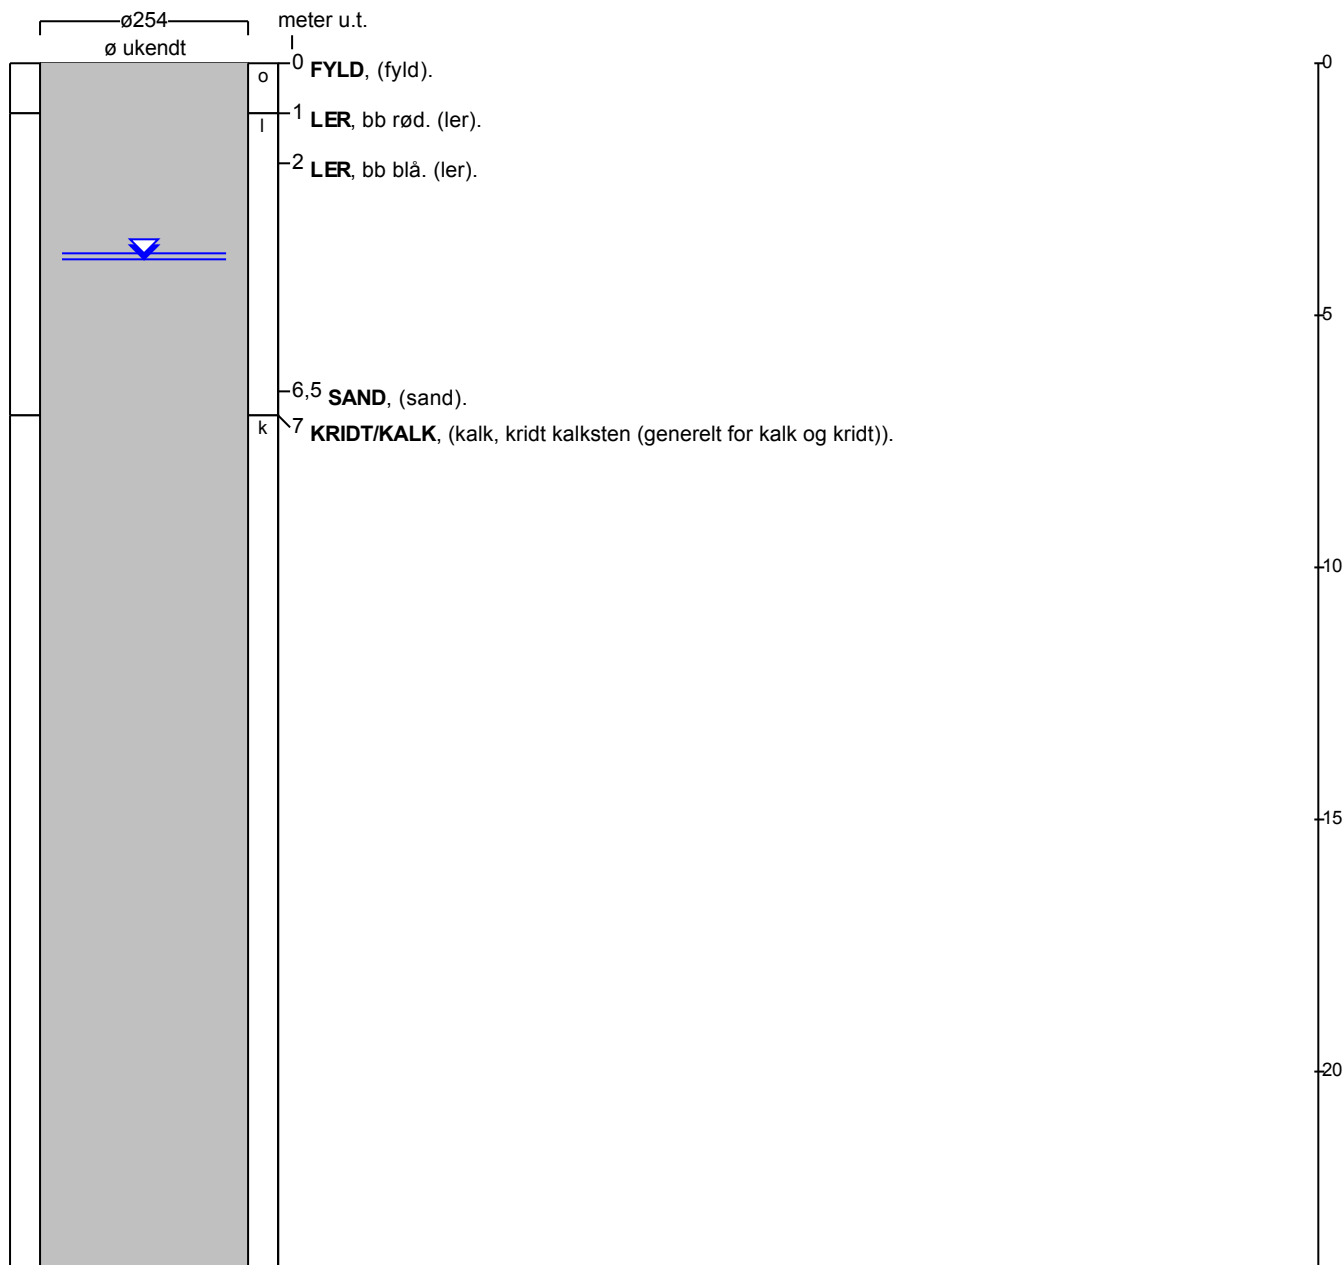 ø254 meter u.t.
ø ukendt
0 FYLD, (fyld). 0
o
1 LER, bb rød. (ler).
l
2 LER, bb blå. (ler).
5
6,5 SAND, (sand).
k 7 KRIDT/KALK, (kalk, kridt kalksten (generelt for kalk og kridt)).
10
15
20